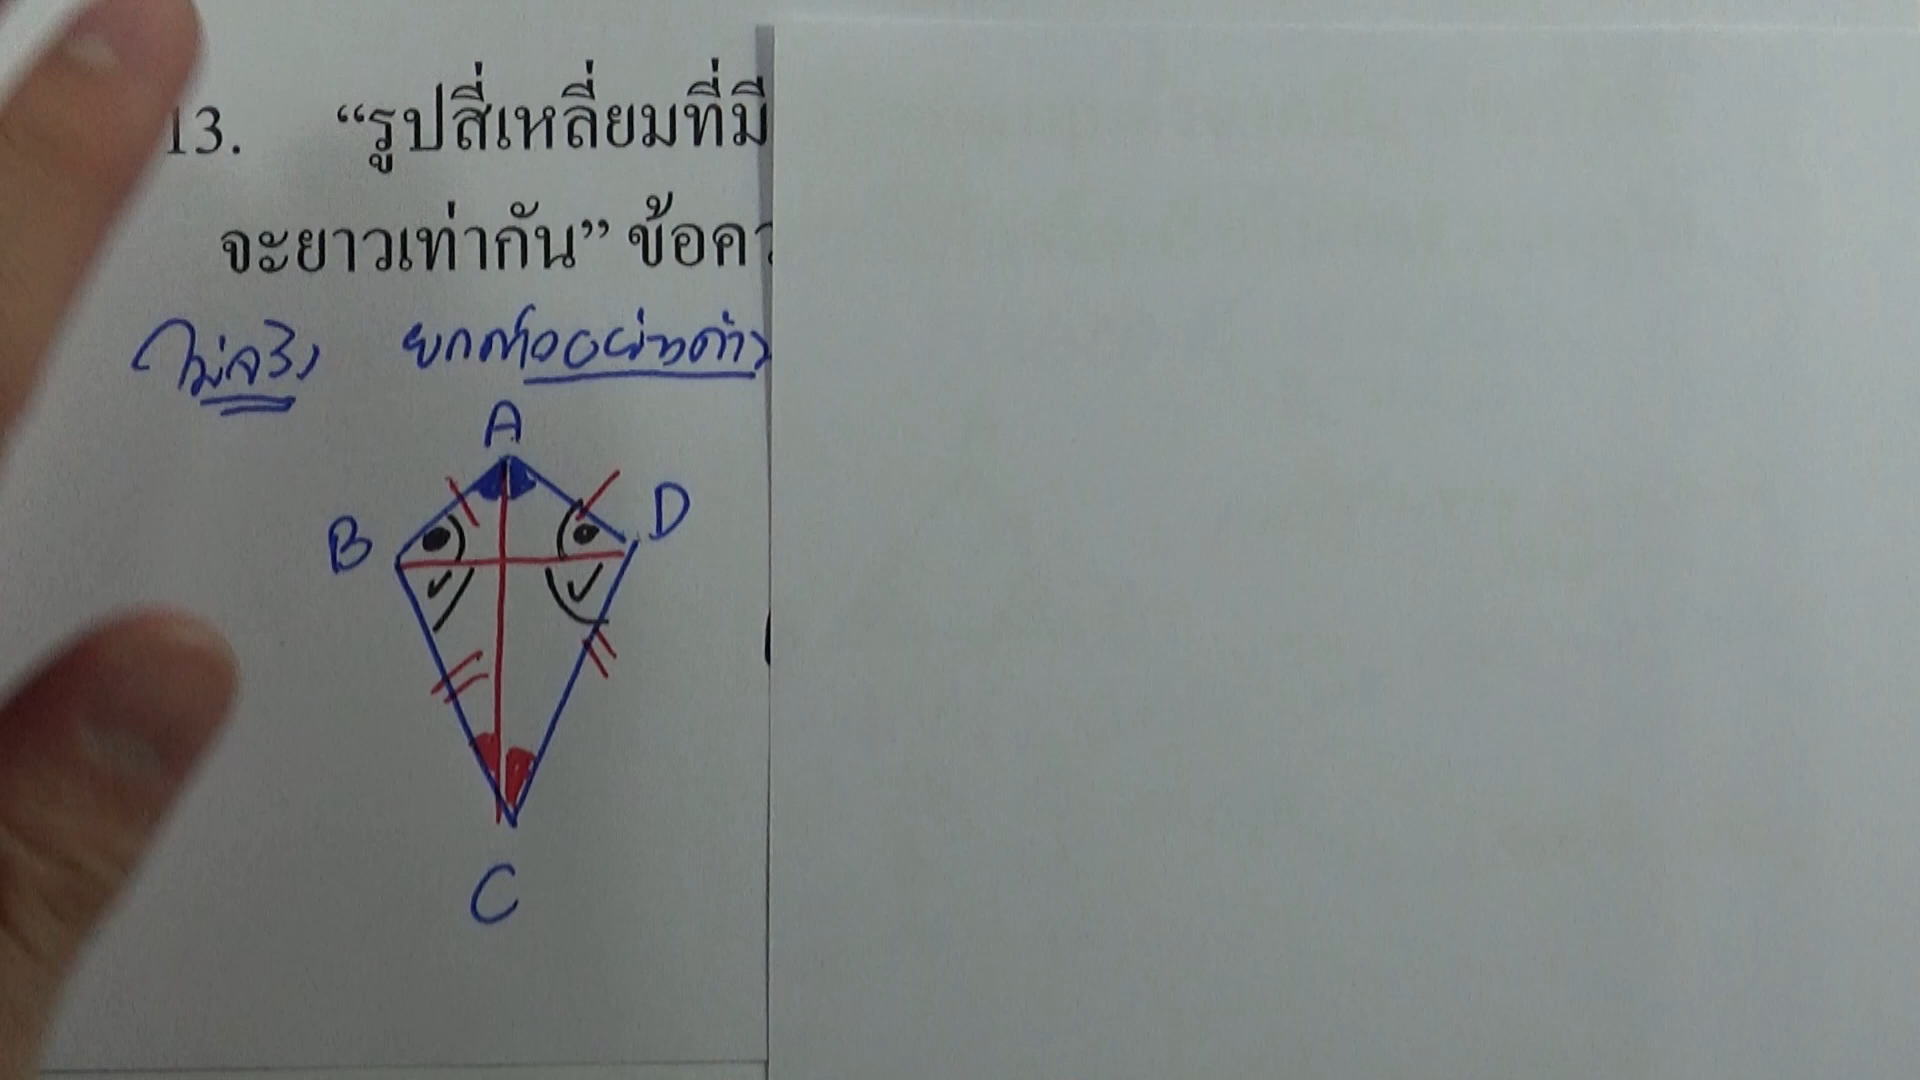 13. “รูปสี่เหลี่ยมที่มี
จะยาวเท่ากัน” ข้อคว
ไม่จริง ยกตัวอย่างค้าน
A
B
D
C